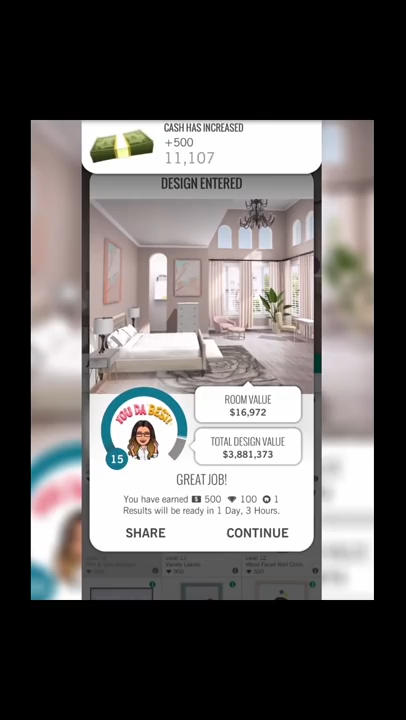 CASH HAS INCREASED
+500
11,107
DESIGN ENTERED
YOU DA BEST!
15
ROOM VALUE
$16,972
TOTAL DESIGN VALUE
$3,881,373
GREAT JOB!
You have earned 500 100 1
Results will be ready in 1 Day, 3 Hours.
SHARE CONTINUE